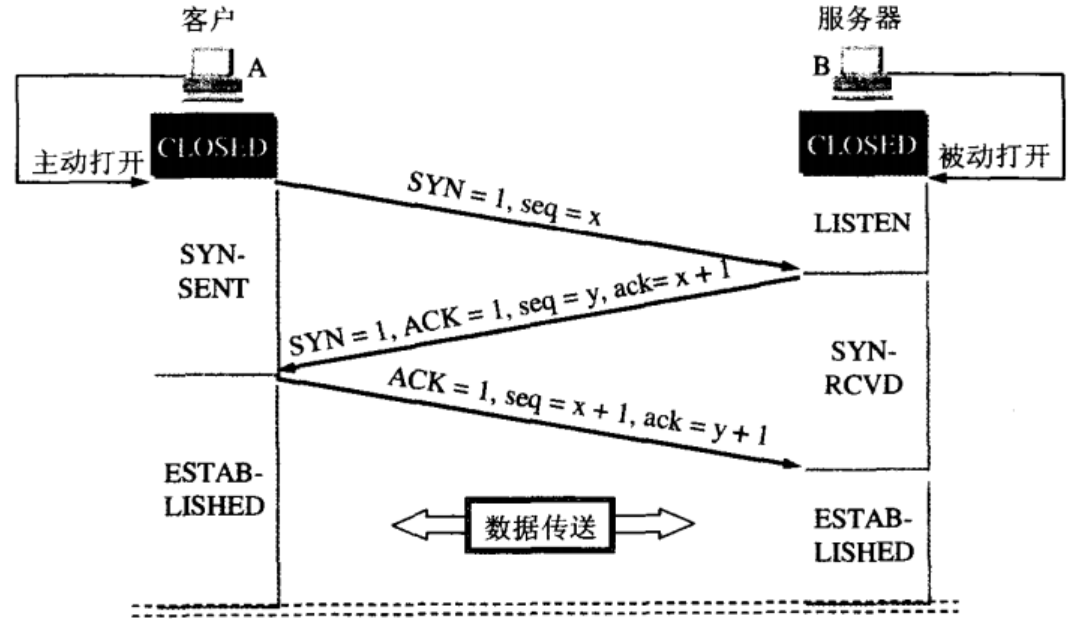 客户
服务器
A
B
CLOSED
CLOSED
主动打开
被动打开
SYN = 1, seq = x
LISTEN
SYN-
SENT
SYN = 1, ACK = 1, seq = y, ack= x + 1
SYN-
RCVD
ACK = 1, seq = x + 1, ack = y + 1
ESTAB-
LISHED
数据传送
ESTAB-
LISHED